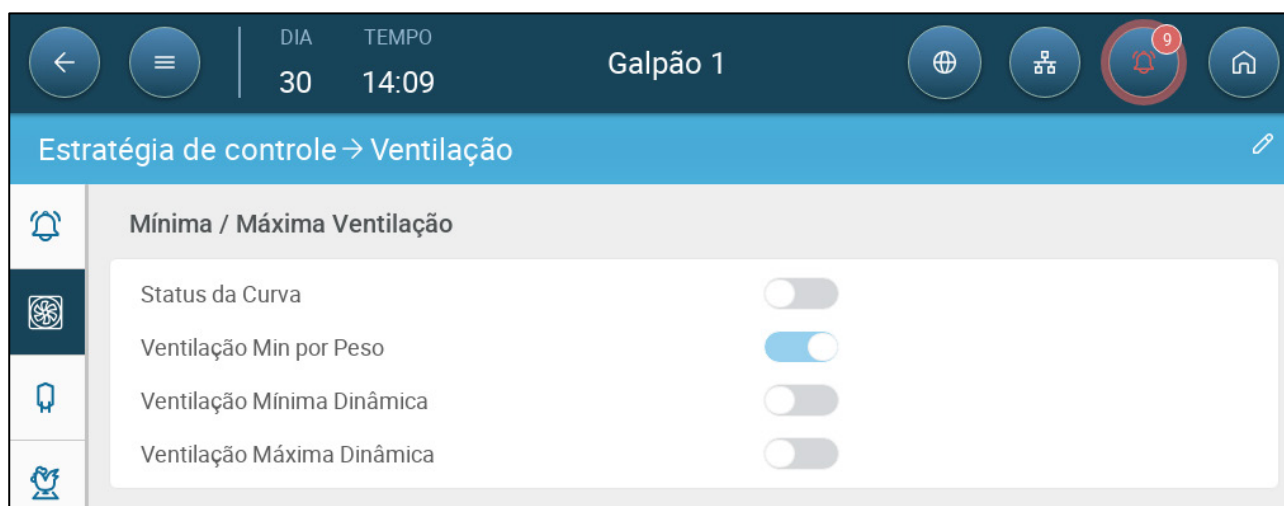 DIA TEMPO
30 14:09 Galpão 1 9
Estratégia de controle → Ventilação
Mínima / Máxima Ventilação
Status da Curva
Ventilação Min por Peso
Ventilação Mínima Dinâmica
Ventilação Máxima Dinâmica